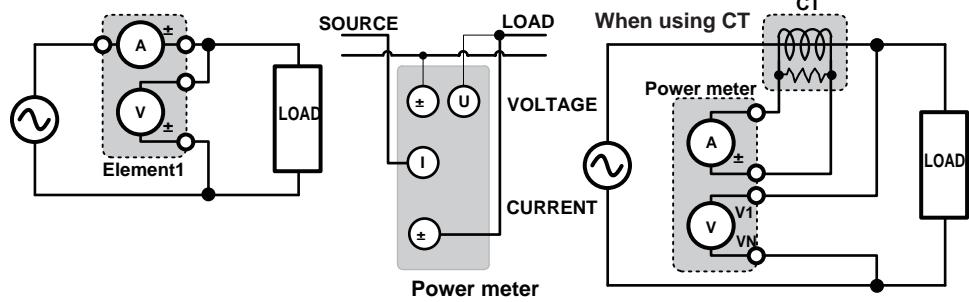 A ±
V ±
LOAD
Element1
SOURCE
LOAD
± U
VOLTAGE
I
CURRENT
±
Power meter
When using CT
CT
Power meter
A ±
V
V1
VN
LOAD